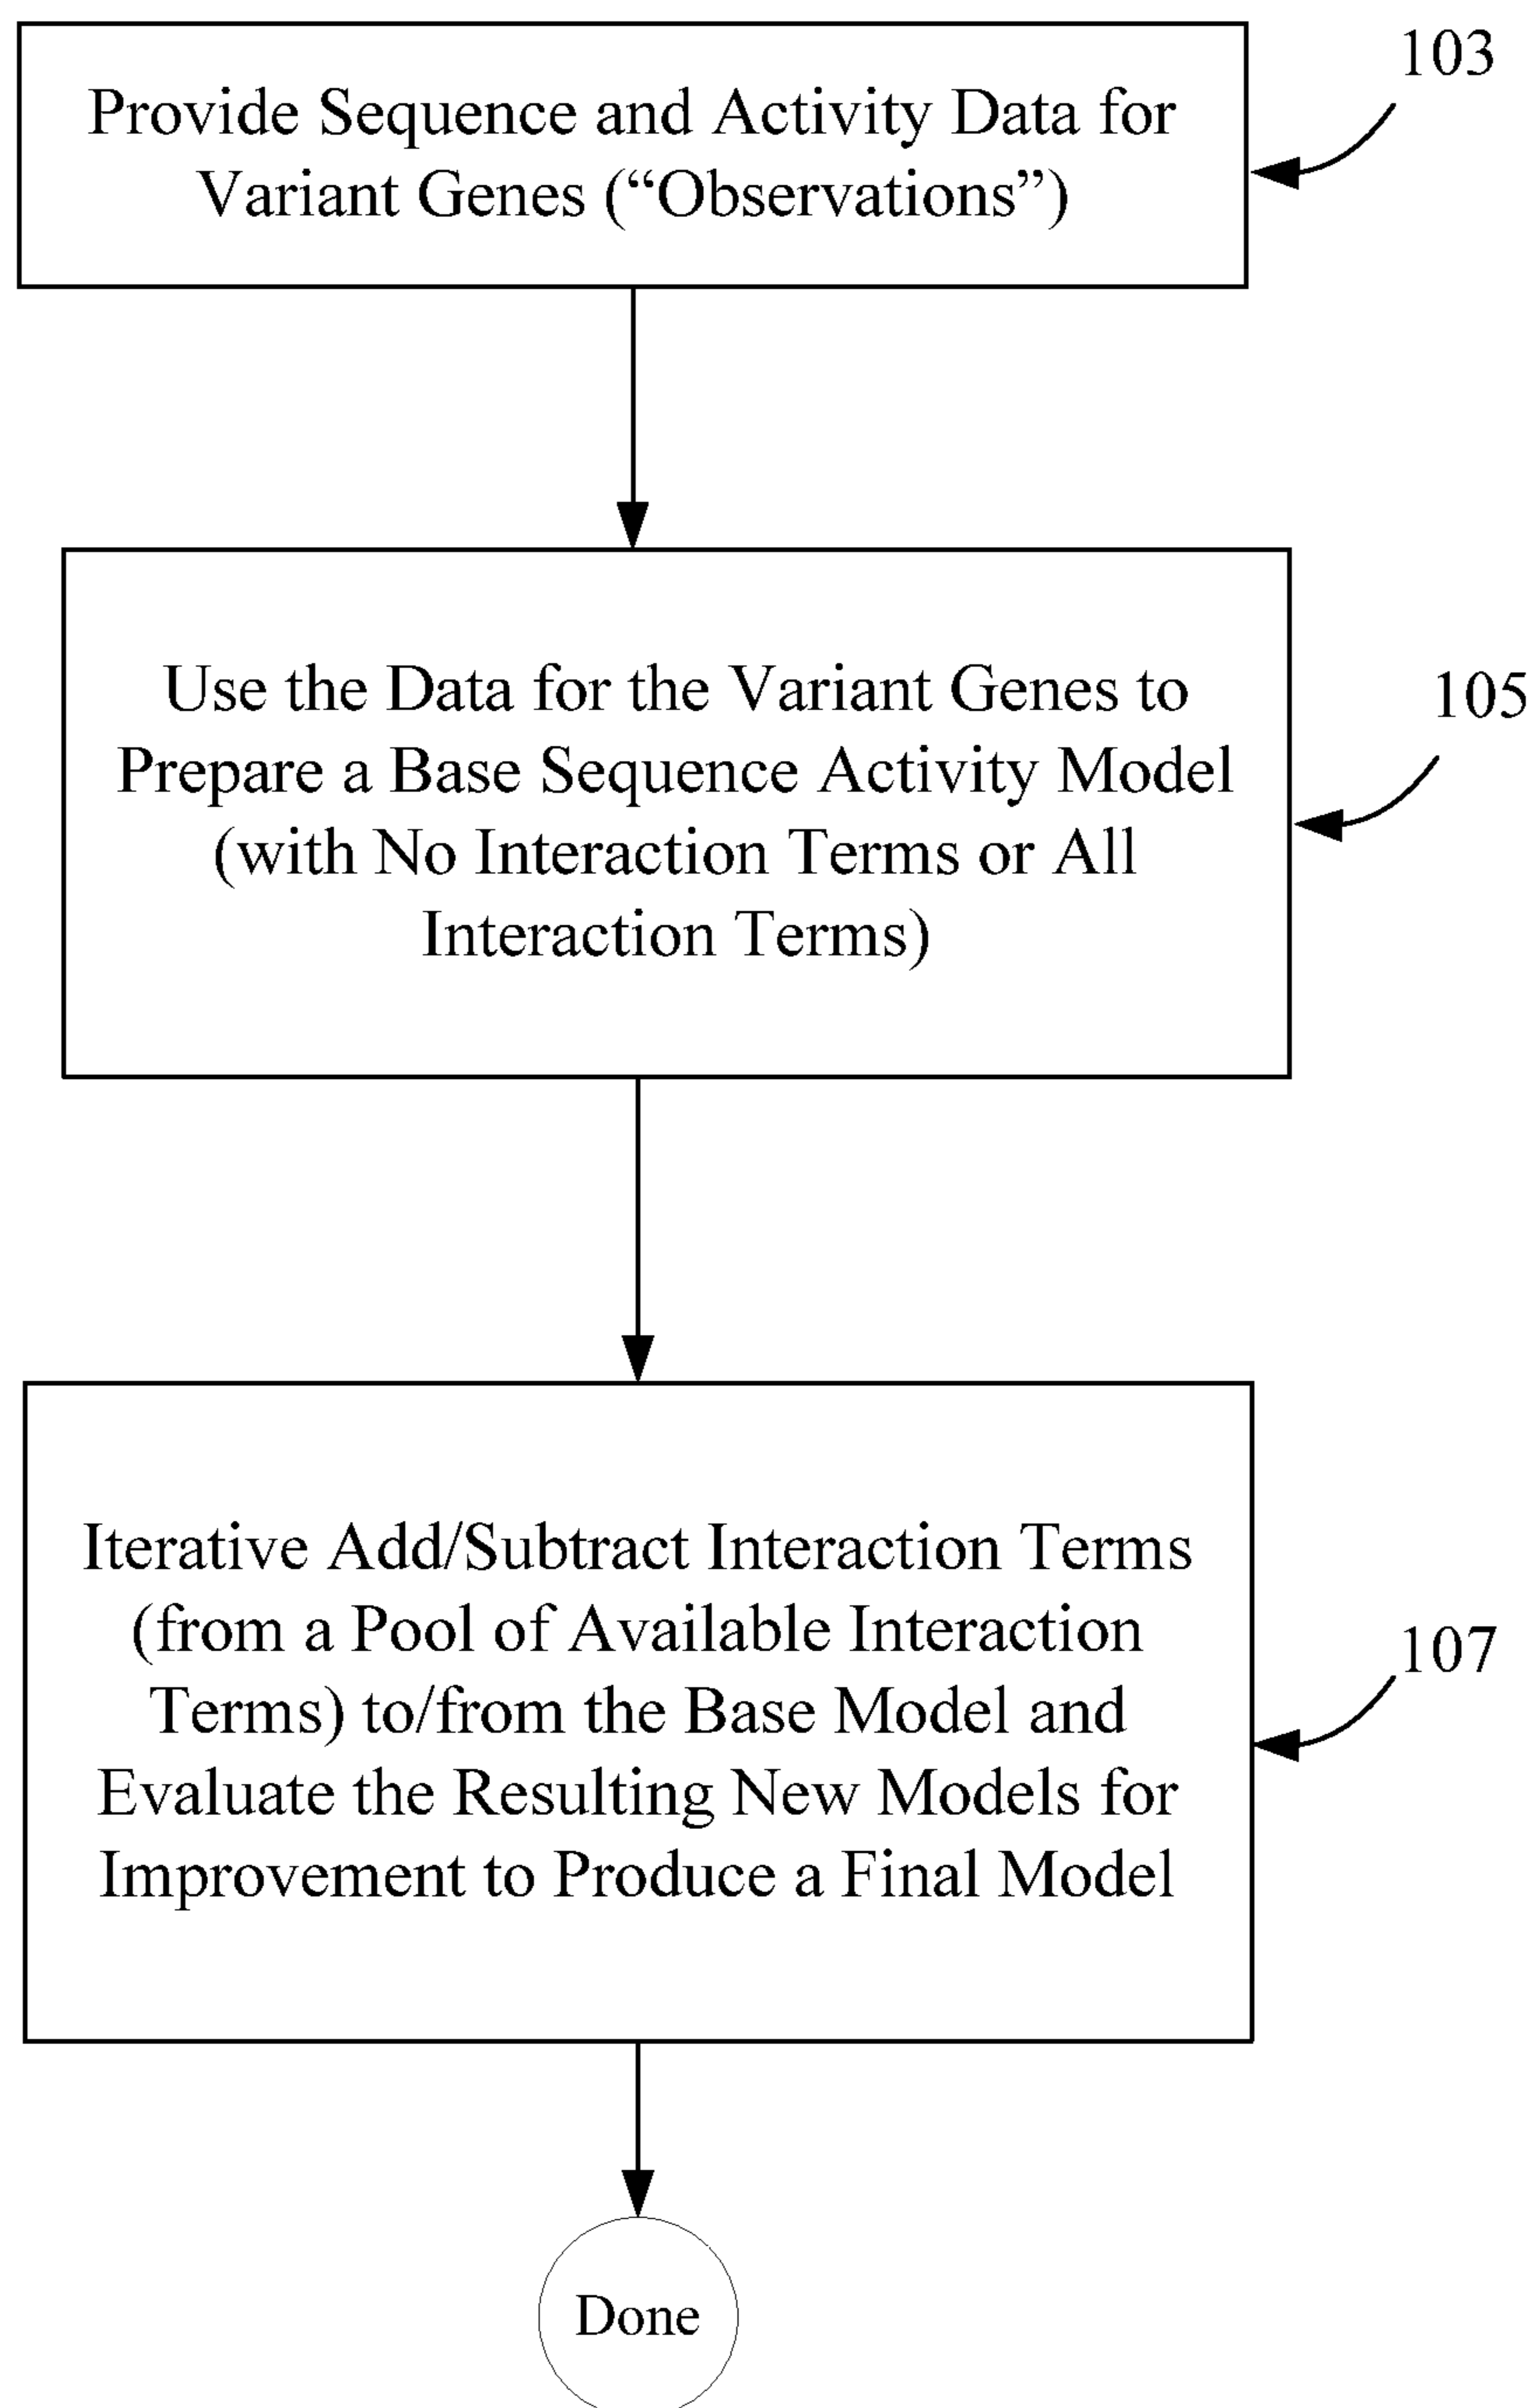 103
Provide Sequence and Activity Data for
Variant Genes (“Observations”)
105
Use the Data for the Variant Genes to
Prepare a Base Sequence Activity Model
(with No Interaction Terms or All
Interaction Terms)
107
Iterative Add/Subtract Interaction Terms
(from a Pool of Available Interaction
Terms) to/from the Base Model and
Evaluate the Resulting New Models for
Improvement to Produce a Final Model
Done